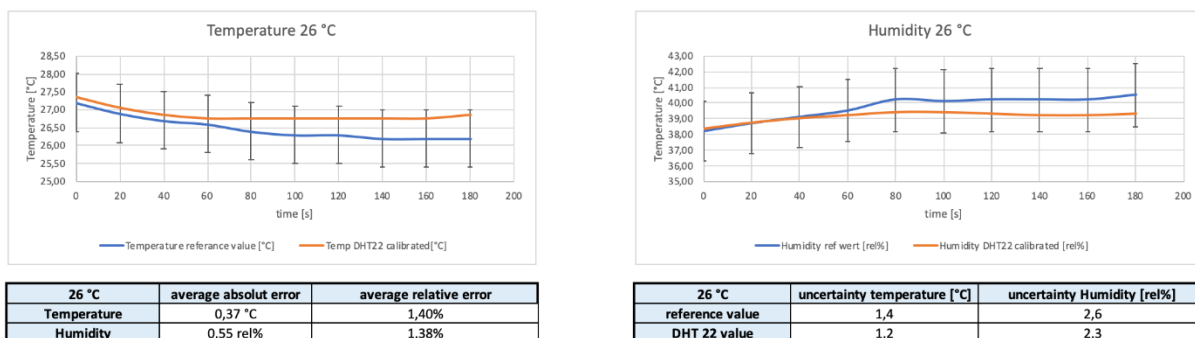 Temperature 26 °C
Temperature [°C]
28,50
28,00
27,50
27,00
26,50
26,00
25,50
25,00
0 20 40 60 80 100 120 140 160 180 200
time [s]
Temperature referance value [°C] Temp DHT22 calibrated[°C]
Humidity 26 °C
Temperature [°C]
43,00
42,00
41,00
40,00
39,00
38,00
37,00
36,00
35,00
0 20 40 60 80 100 120 140 160 180 200
time [s]
Humidity ref wert [rel%] Humidity DHT22 calibrated [rel%]
26 °C average absolut error average relative error
Temperature 0,37 °C 1,40%
Humidity 0,55 rel% 1,38%
26 °C uncertainty temperature [°C] uncertainty Humidity [rel%]
reference value 1,4 2,6
DHT 22 value 1,2 2,3